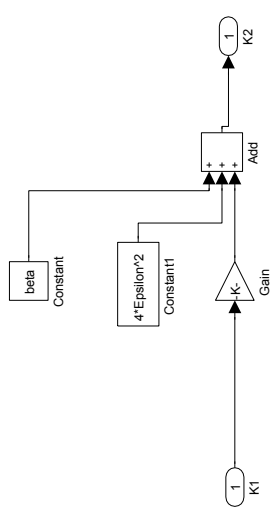 beta
Constant
4*Epsilon^2
Constant1
1
K1
-K-
Gain
+
+
+
Add
1
K2